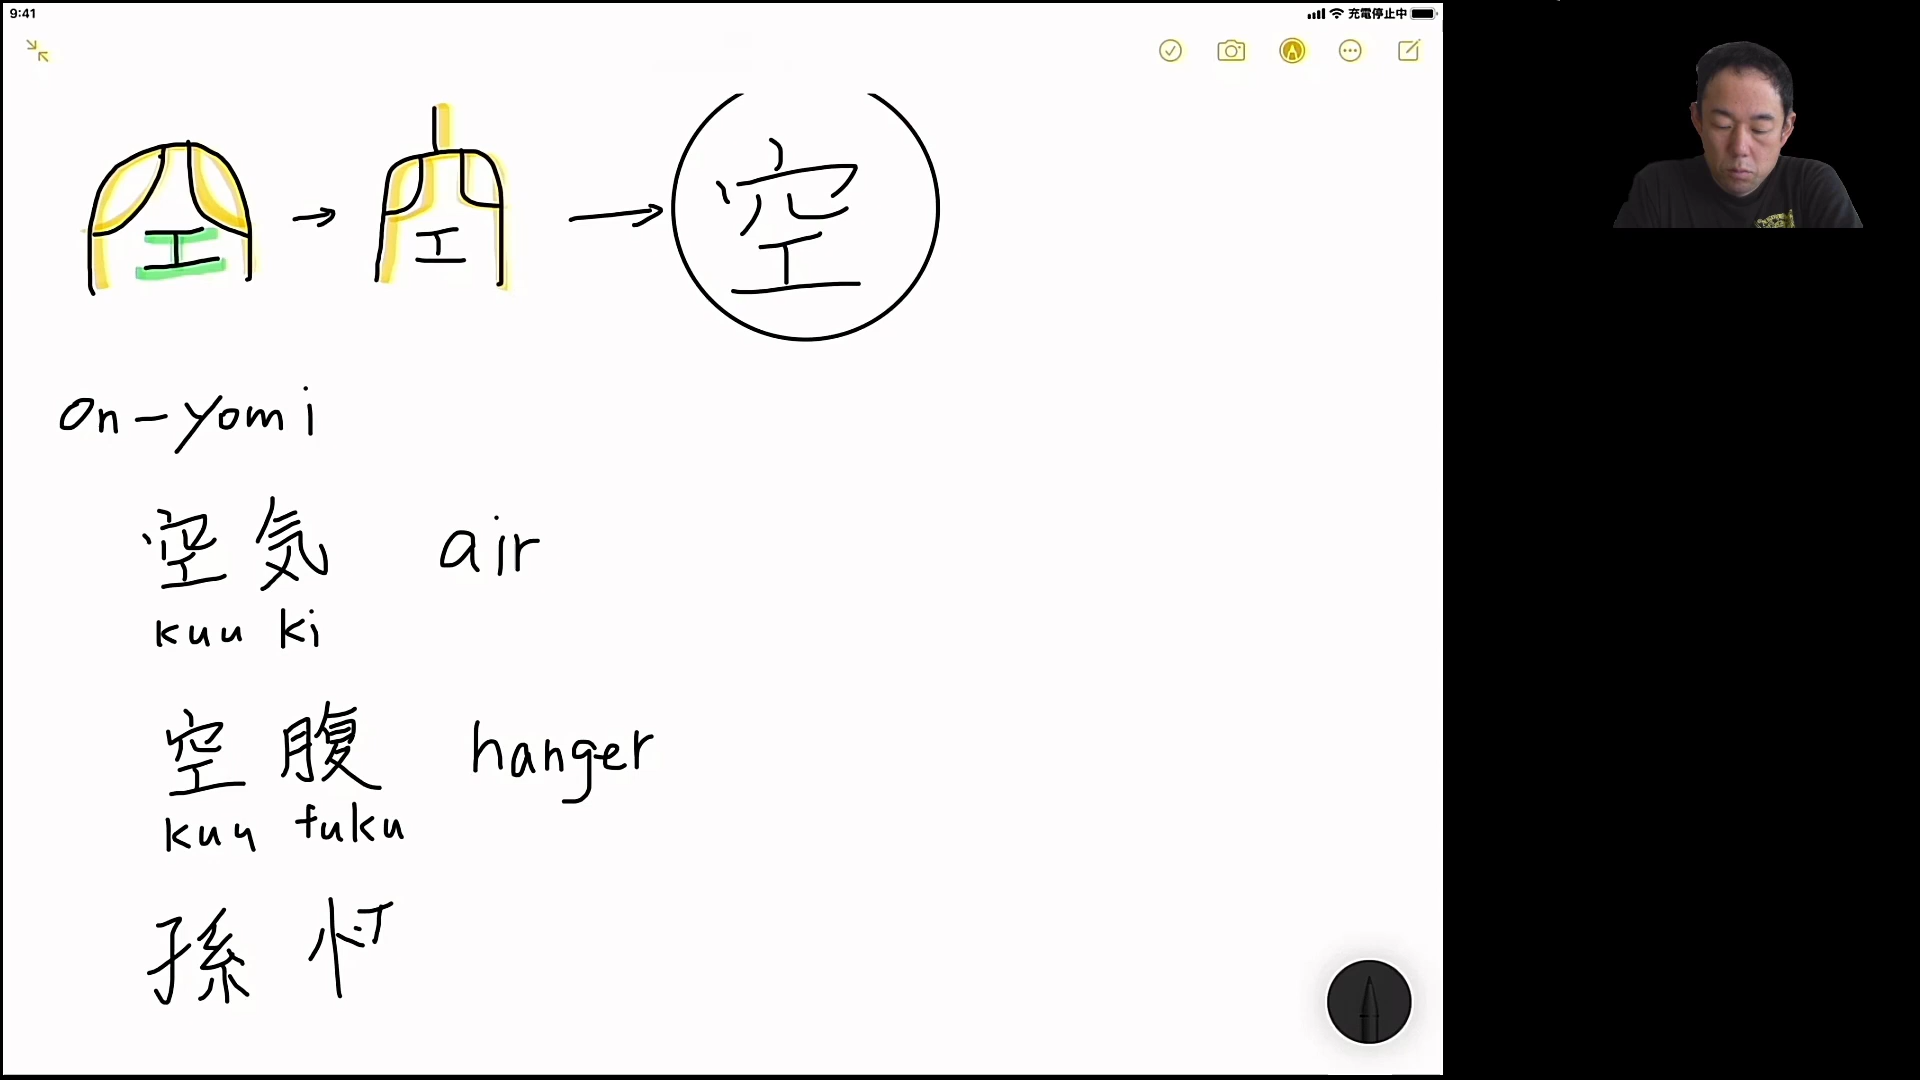 9:41 充電停止中
工 → 工 → 空
on-yomi
空気 air
kuu ki
空腹 hanger
kuu fuku
孫